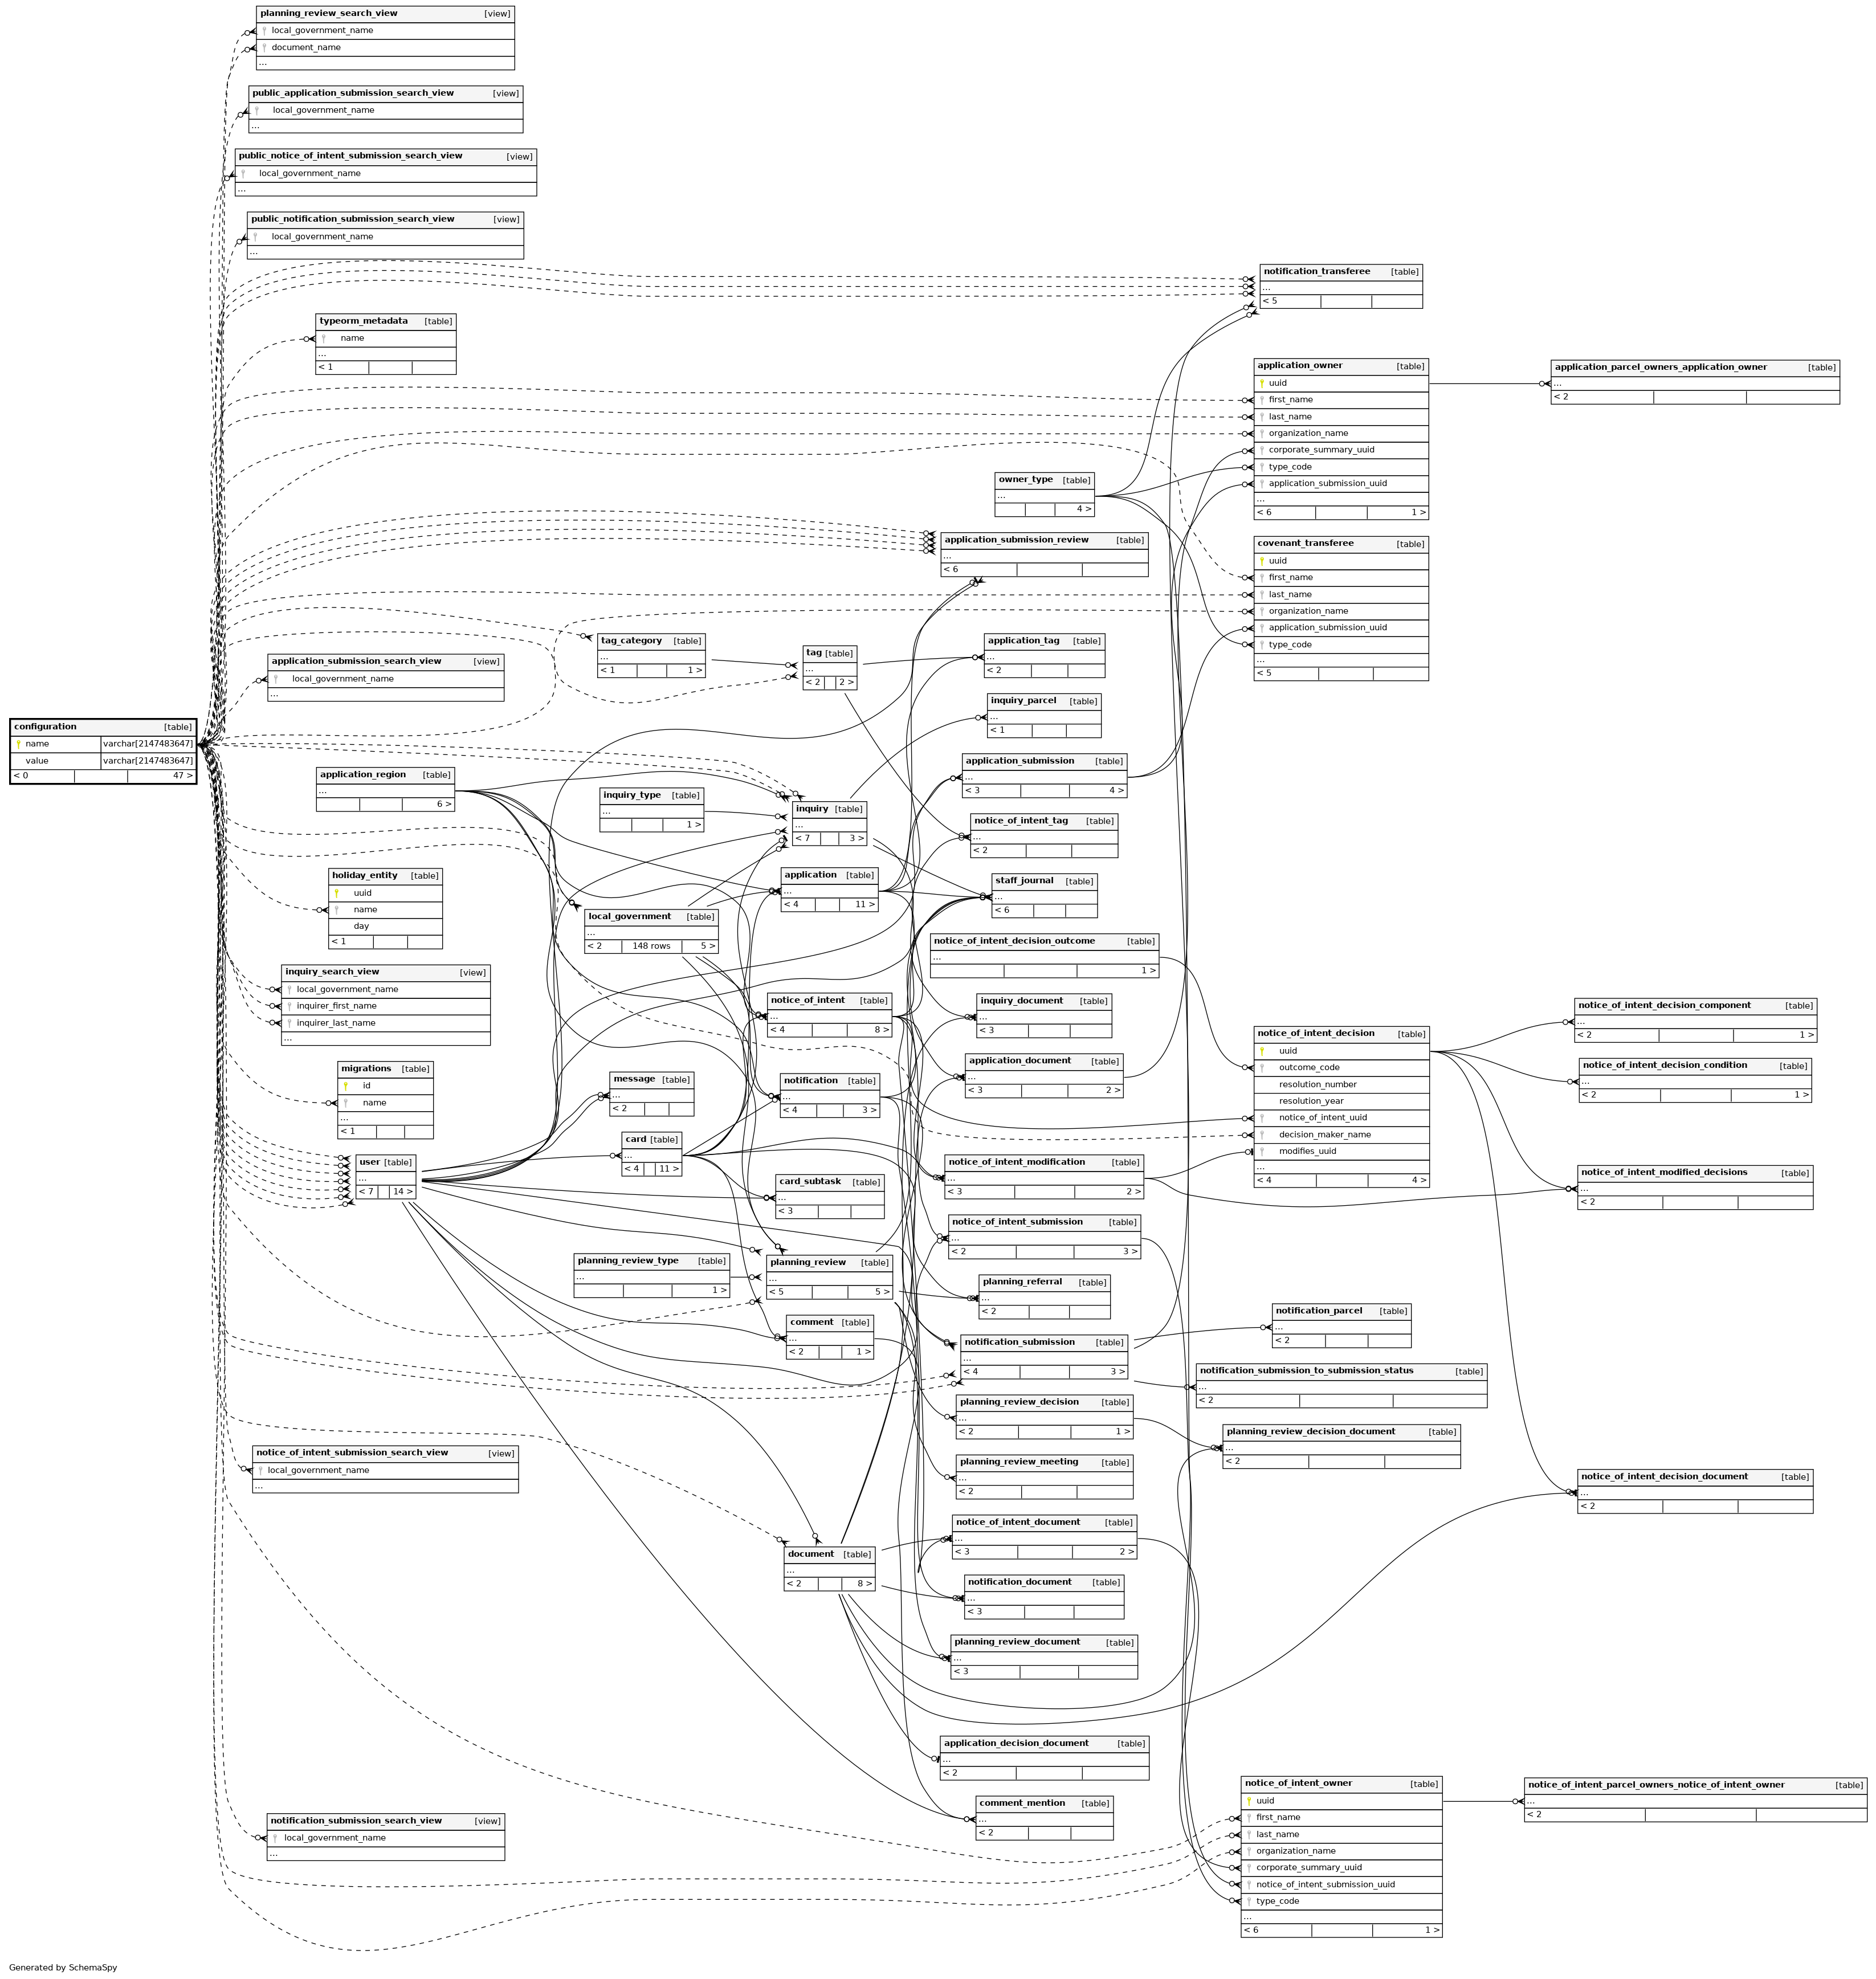 planning_review_search_view [view]
local_government_name
document_name
...
public_application_submission_search_view [view]
local_government_name
...
public_notice_of_intent_submission_search_view [view]
local_government_name
...
public_notification_submission_search_view [view]
local_government_name
...
notification_transferee [table]
...
< 5
typeorm_metadata [table]
name
...
< 1
application_owner [table]
uuid
first_name
last_name
organization_name
corporate_summary_uuid
type_code
application_submission_uuid
...
< 6 1 >
application_parcel_owners_application_owner [table]
...
< 2
owner_type [table]
...
4 >
application_submission_review [table]
...
< 6
covenant_transferee [table]
uuid
first_name
last_name
organization_name
application_submission_uuid
type_code
...
< 5
tag_category [table]
...
< 1 1 >
tag [table]
...
< 2 2 >
application_tag [table]
...
< 2
application_submission_search_view [view]
local_government_name
...
inquiry_parcel [table]
...
< 1
configuration [table]
name varchar[2147483647]
value varchar[2147483647]
< 0 47 >
application_submission [table]
...
< 3 4 >
application_region [table]
...
6 >
inquiry_type [table]
...
1 >
inquiry [table]
...
< 7 3 >
notice_of_intent_tag [table]
...
< 2
holiday_entity [table]
uuid
name
day
< 1
application [table]
...
< 4 11 >
staff_journal [table]
...
< 6
local_government [table]
...
< 2 148 rows 5 >
notice_of_intent_decision_outcome [table]
...
1 >
inquiry_search_view [view]
local_government_name
inquirer_first_name
inquirer_last_name
...
notice_of_intent [table]
...
< 4 8 >
inquiry_document [table]
...
< 3
notice_of_intent_decision [table]
uuid
outcome_code
resolution_number
resolution_year
notice_of_intent_uuid
decision_maker_name
modifies_uuid
...
< 4 4 >
notice_of_intent_decision_component [table]
...
< 2 1 >
notice_of_intent_decision_condition [table]
...
< 2 1 >
migrations [table]
id
name
...
< 1
message [table]
...
< 2
notification [table]
...
< 4 3 >
application_document [table]
...
< 3 2 >
card [table]
...
< 4 11 >
user [table]
...
< 7 14 >
notice_of_intent_modification [table]
...
< 3 2 >
notice_of_intent_modified_decisions [table]
...
< 2
card_subtask [table]
...
< 3
notice_of_intent_submission [table]
...
< 2 3 >
planning_review_type [table]
...
1 >
planning_review [table]
...
< 5 5 >
planning_referral [table]
...
< 2
notification_parcel [table]
...
< 2
comment [table]
...
< 2 1 >
notification_submission [table]
...
< 4 3 >
notification_submission_to_submission_status [table]
...
< 2
planning_review_decision [table]
...
< 2 1 >
planning_review_decision_document [table]
...
< 2
notice_of_intent_submission_search_view [view]
local_government_name
...
planning_review_meeting [table]
...
< 2
notice_of_intent_decision_document [table]
...
< 2
notice_of_intent_document [table]
...
< 3 2 >
document [table]
...
< 2 8 >
notification_document [table]
...
< 3
planning_review_document [table]
...
< 3
application_decision_document [table]
...
< 2
comment_mention [table]
...
< 2
notice_of_intent_owner [table]
uuid
first_name
last_name
organization_name
corporate_summary_uuid
notice_of_intent_submission_uuid
type_code
...
< 6 1 >
notice_of_intent_parcel_owners_notice_of_intent_owner [table]
...
< 2
notification_submission_search_view [view]
local_government_name
...
Generated by SchemaSpy